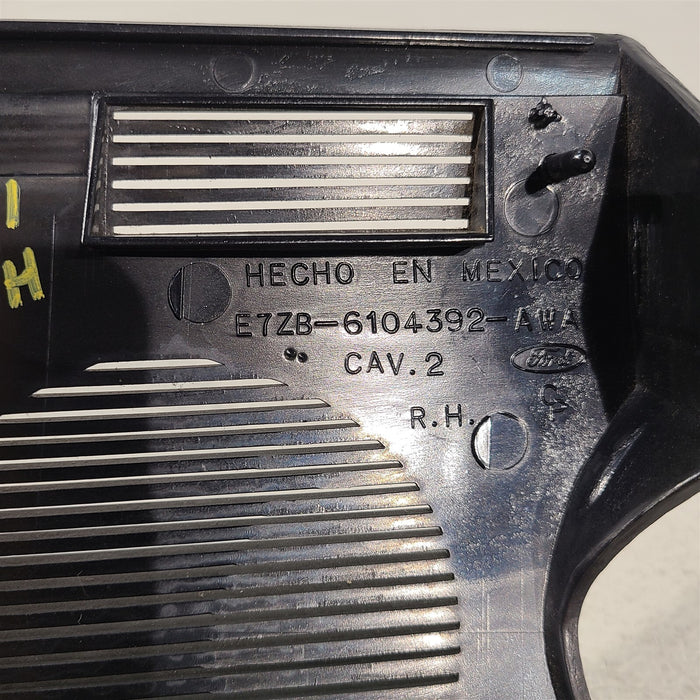 I
H
HECHO EN MEXICO
E7ZB-6104392-AWA
CAV.2
Ford
R.H.